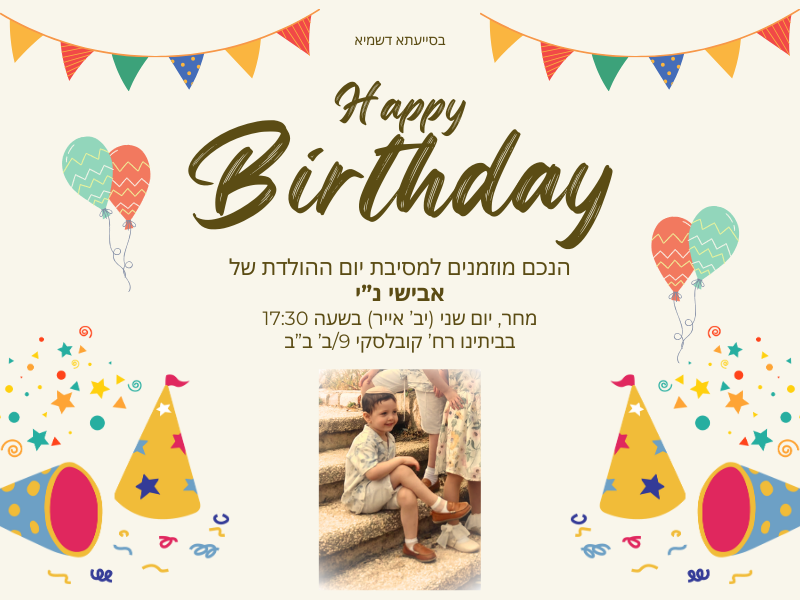 בסייעתא דשמיא
Happy
Birthday
הנכם מוזמנים למסיבת יום ההולדת של
אבישי נ"י
מחר, יום שני (יב' אייר) בשעה 17:30
בביתינו רח' קובלסקי 9/ב' ב"ב